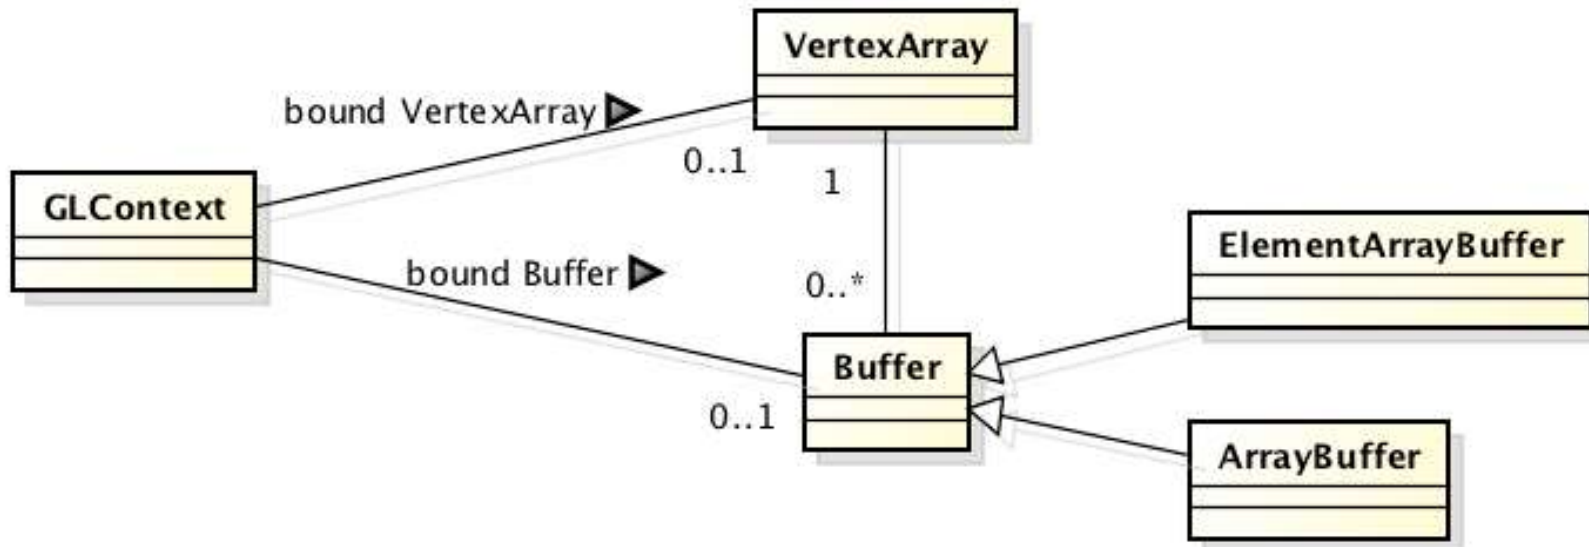 VertexArray
bound VertexArray
0..1
1
GLContext
ElementArrayBuffer
bound Buffer
0..*
Buffer
0..1
ArrayBuffer